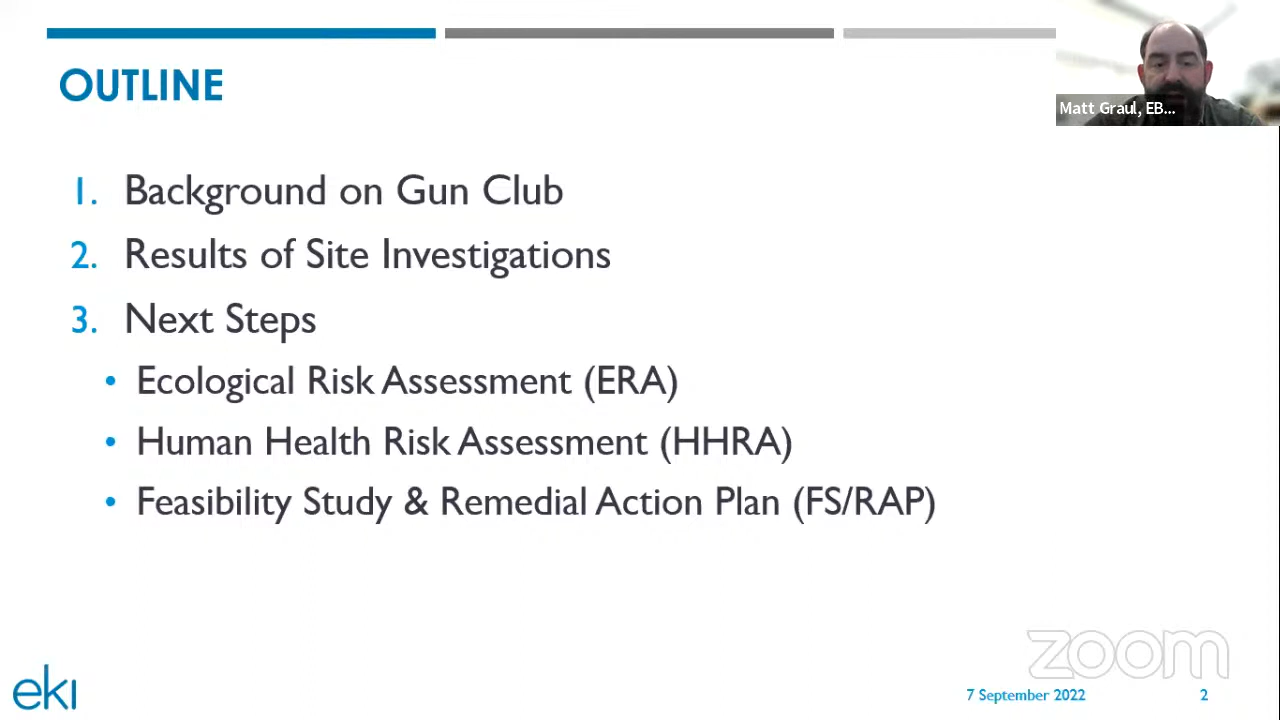 OUTLINE
Matt Graul, EB...
1. Background on Gun Club
2. Results of Site Investigations
3. Next Steps
• Ecological Risk Assessment (ERA)
• Human Health Risk Assessment (HHRA)
• Feasibility Study & Remedial Action Plan (FS/RAP)
zoom
eki
7 September 2022
2